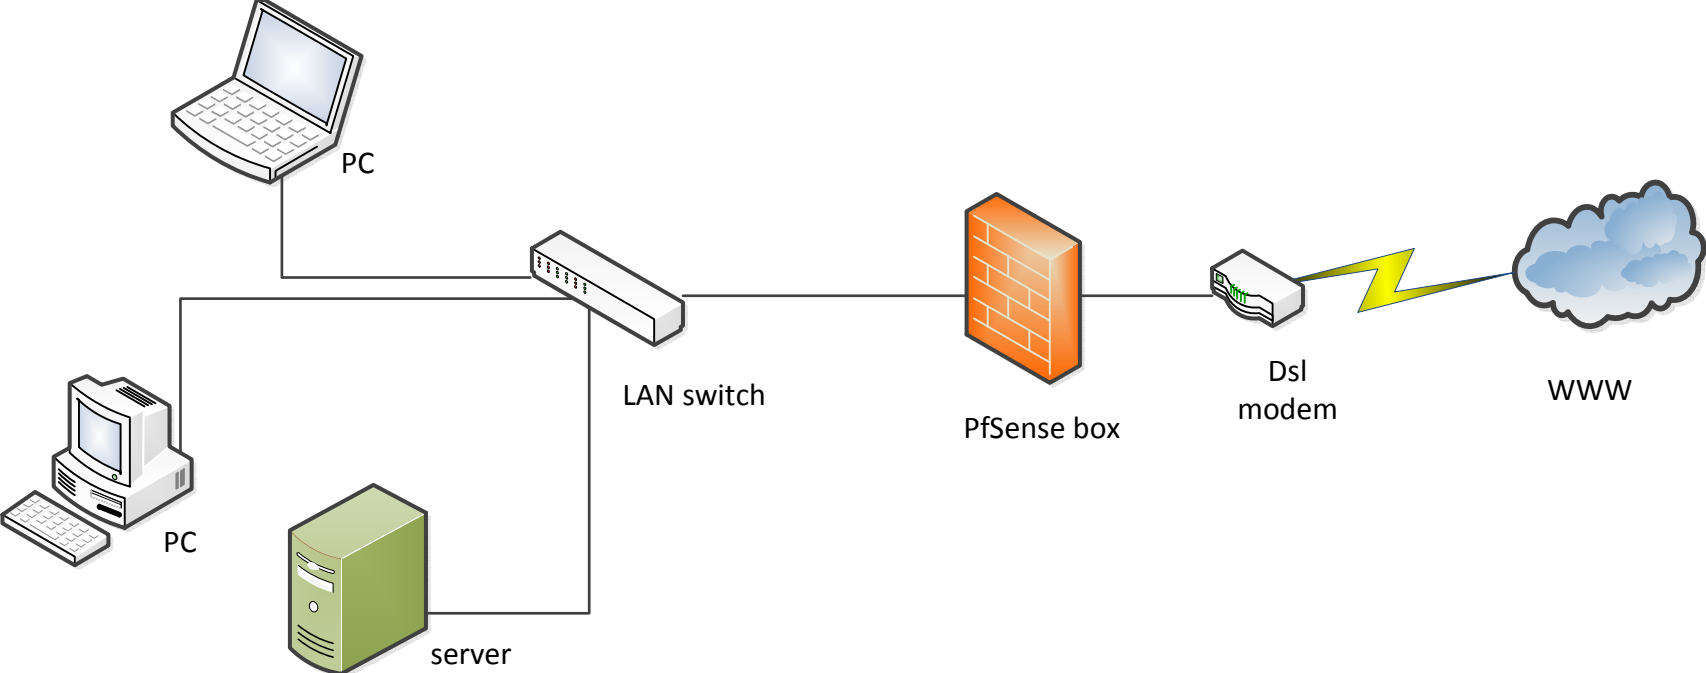 PC
LAN switch
PfSense box
Dsl
modem
WWW
PC
server